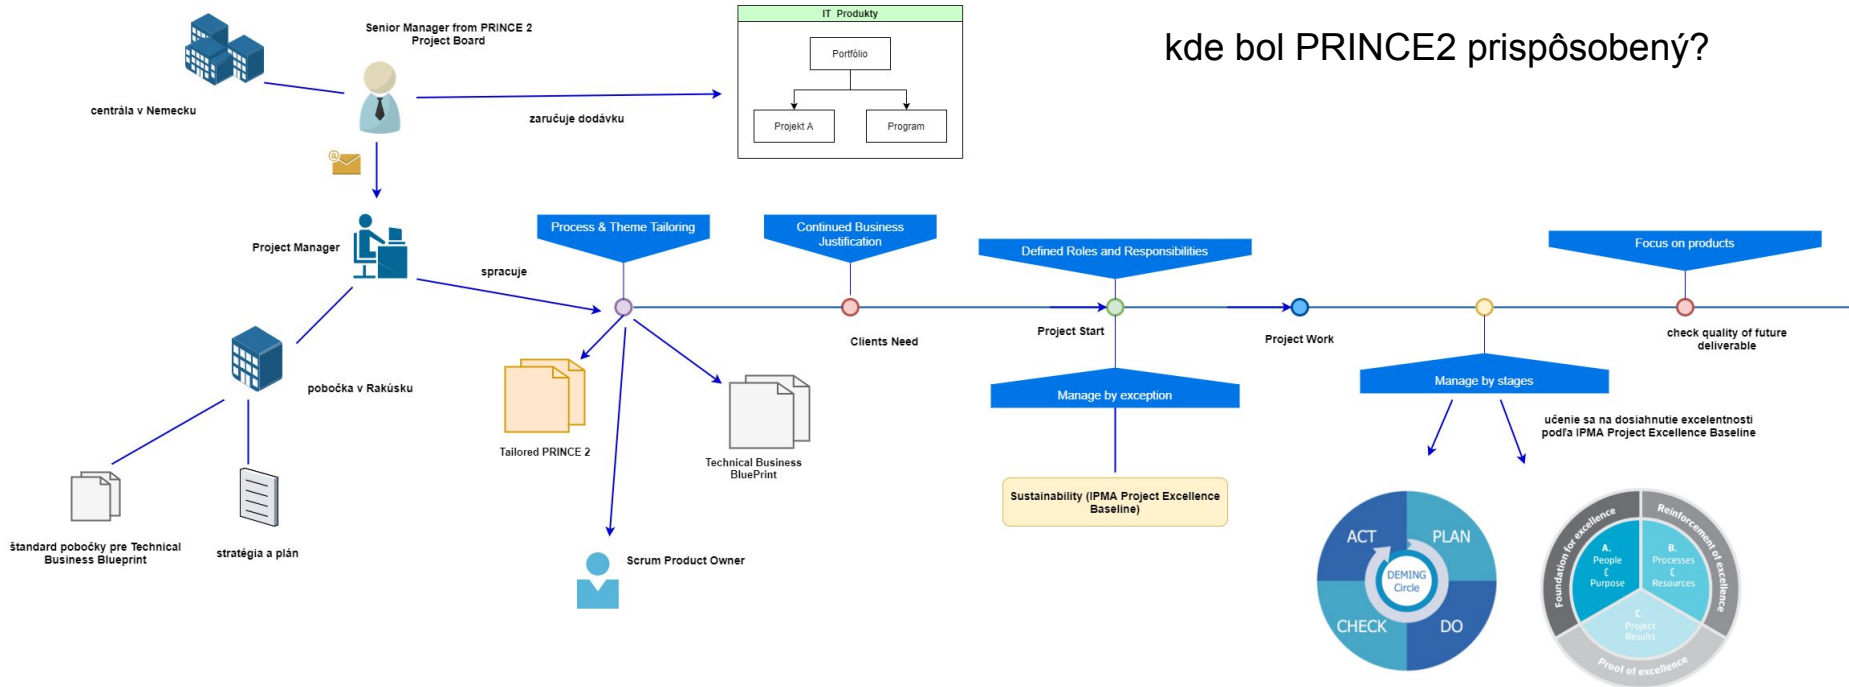 kde bol PRINCE2 prispôsobený?
Senior Manager from PRINCE 2
Project Board
IT Produkty
Portfólio
Projekt A
Program
centrála v Nemecku
zaručuje dodávku
@
Project Manager
spracuje
Process & Theme Tailoring
Continued Business
Justification
Defined Roles and Responsibilities
Focus on products
Clients Need
Project Start
Project Work
check quality of future
deliverable
pobočka v Rakúsku
Manage by exception
Manage by stages
učenie sa na dosiahnutie excelentnosti
podľa IPMA Project Excellence Baseline
Tailored PRINCE 2
Technical Business
BluePrint
Sustainability (IPMA Project Excellence
Baseline)
štandard pobočky pre Technical
Business Blueprint
stratégia a plán
Scrum Product Owner
ACT
PLAN
DEMING
Circle
CHECK
DO
Foundation for excellence
Reinforcement of excellence
A.
People
&
Purpose
B.
Processes
&
Resources
C.
Project
Results
Proof of excellence